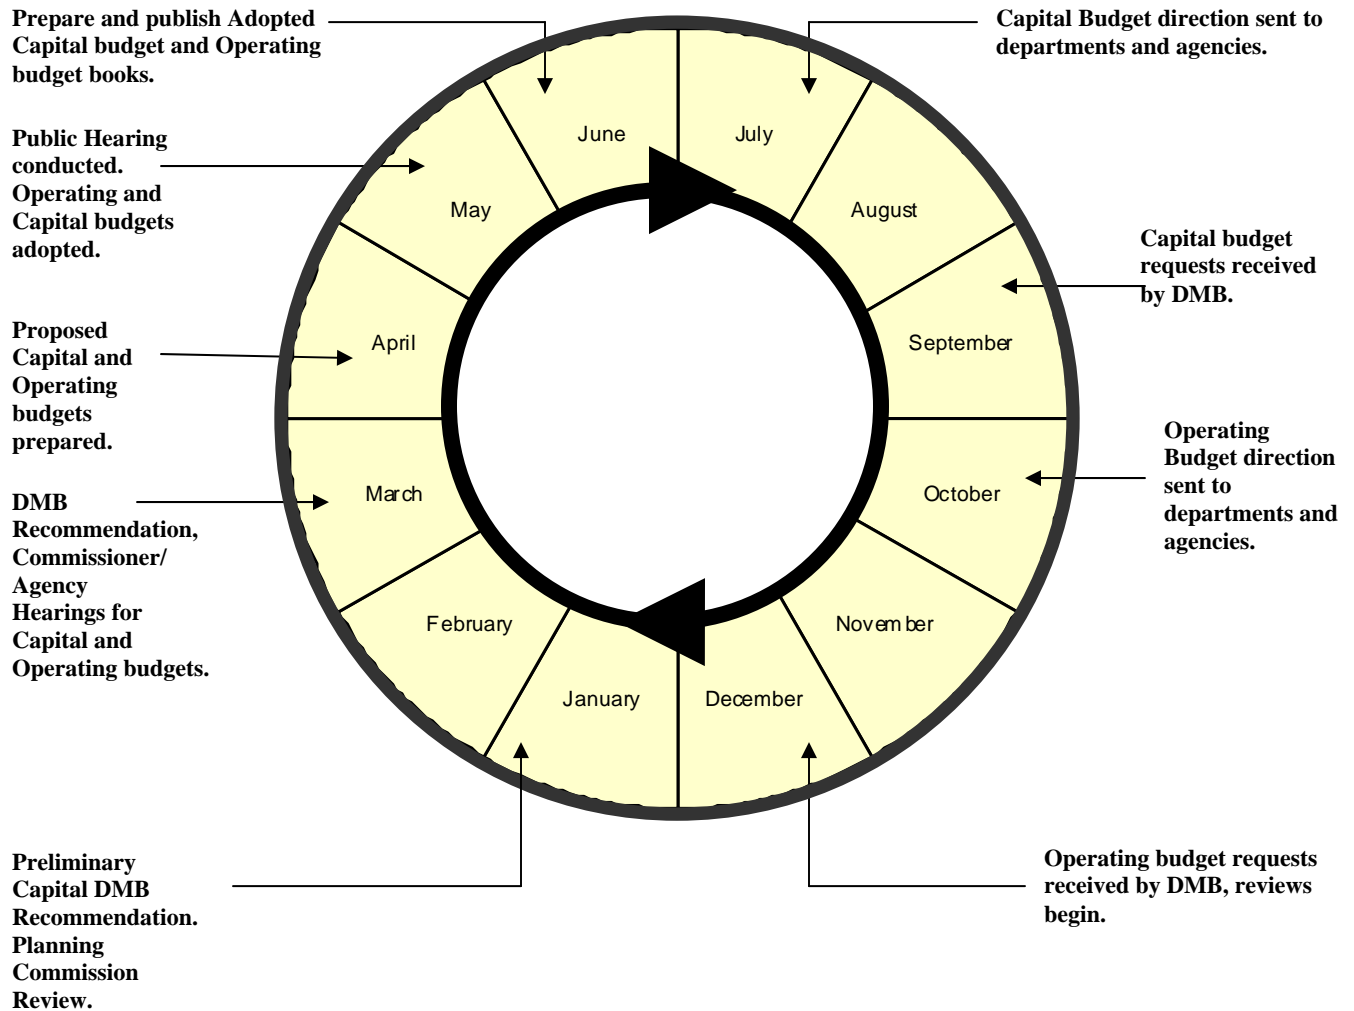 Prepare and publish Adopted
Capital budget and Operating
budget books.
Capital Budget direction sent to
departments and agencies.
Public Hearing
conducted.
Operating and
Capital budgets
adopted.
Capital budget
requests received
by DMB.
Proposed
Capital and
Operating
budgets
prepared.
Operating
Budget direction
sent to
departments and
agencies.
DMB
Recommendation,
Commissioner/
Agency
Hearings for
Capital and
Operating budgets.
June
July
May
August
April
September
March
October
February
November
January
December
Preliminary
Capital DMB
Recommendation.
Planning
Commission
Review.
Operating budget requests
received by DMB, reviews
begin.